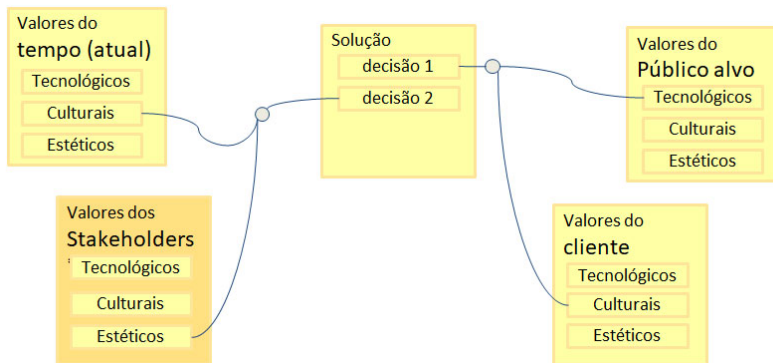 Valores do
tempo (atual)
Tecnológicos
Culturais
Estéticos
Solução
decisão 1
decisão 2
Valores do
Público alvo
Tecnológicos
Culturais
Estéticos
Valores dos
Stakeholders
Tecnológicos
Culturais
Estéticos
Valores do
cliente
Tecnológicos
Culturais
Estéticos